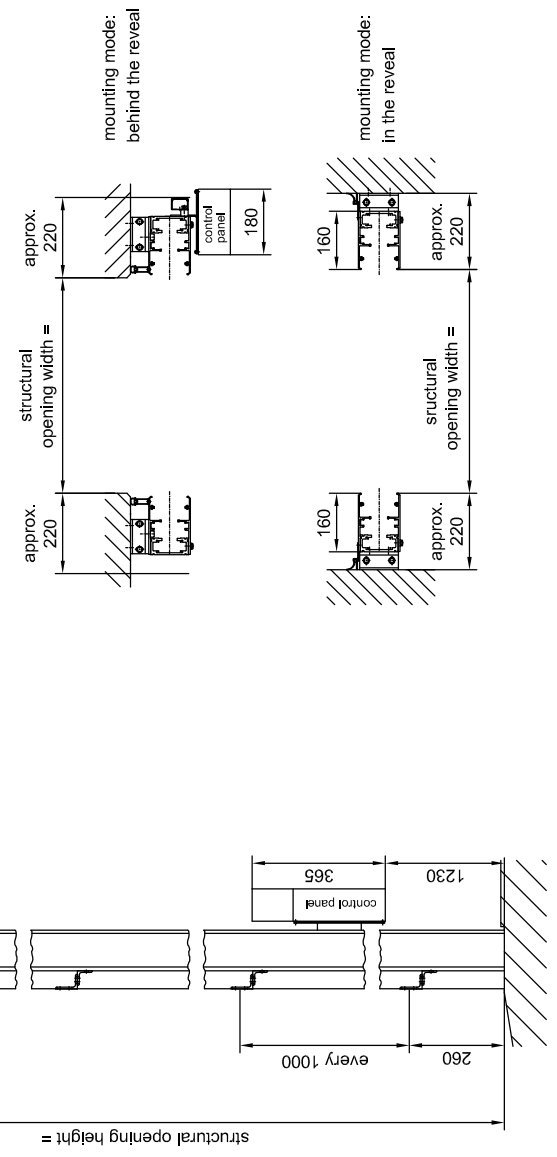 mounting mode:
behind the reveal
approx.
220
control
panel
180
structural
opening width =
approx.
220
mounting mode:
in the reveal
160
approx.
220
sructural
opening width =
160
approx.
220
365
control panel
1230
every 1000
260
structural opening height =